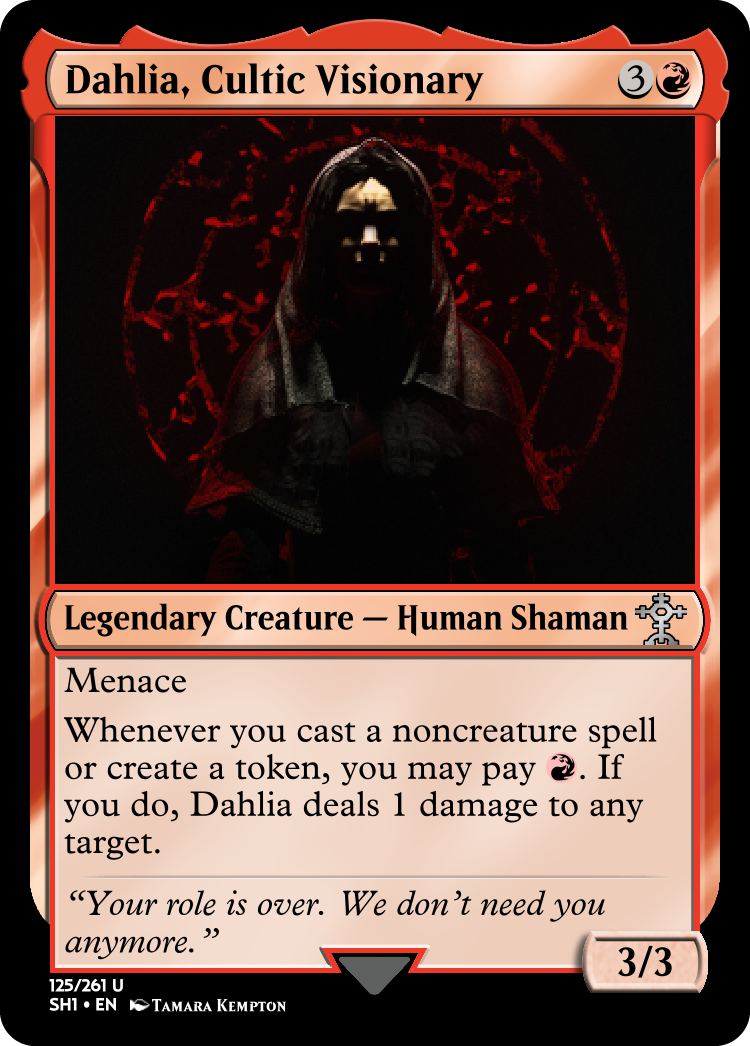 Dahlia, Cultic Visionary 3
Legendary Creature — Human Shaman
Menace
Whenever you cast a noncreature spell
or create a token, you may pay . If
you do, Dahlia deals 1 damage to any
target.
“Your role is over. We don’t need you
anymore.”
3/3
125/261 U
SH1 • EN Tamara Kempton